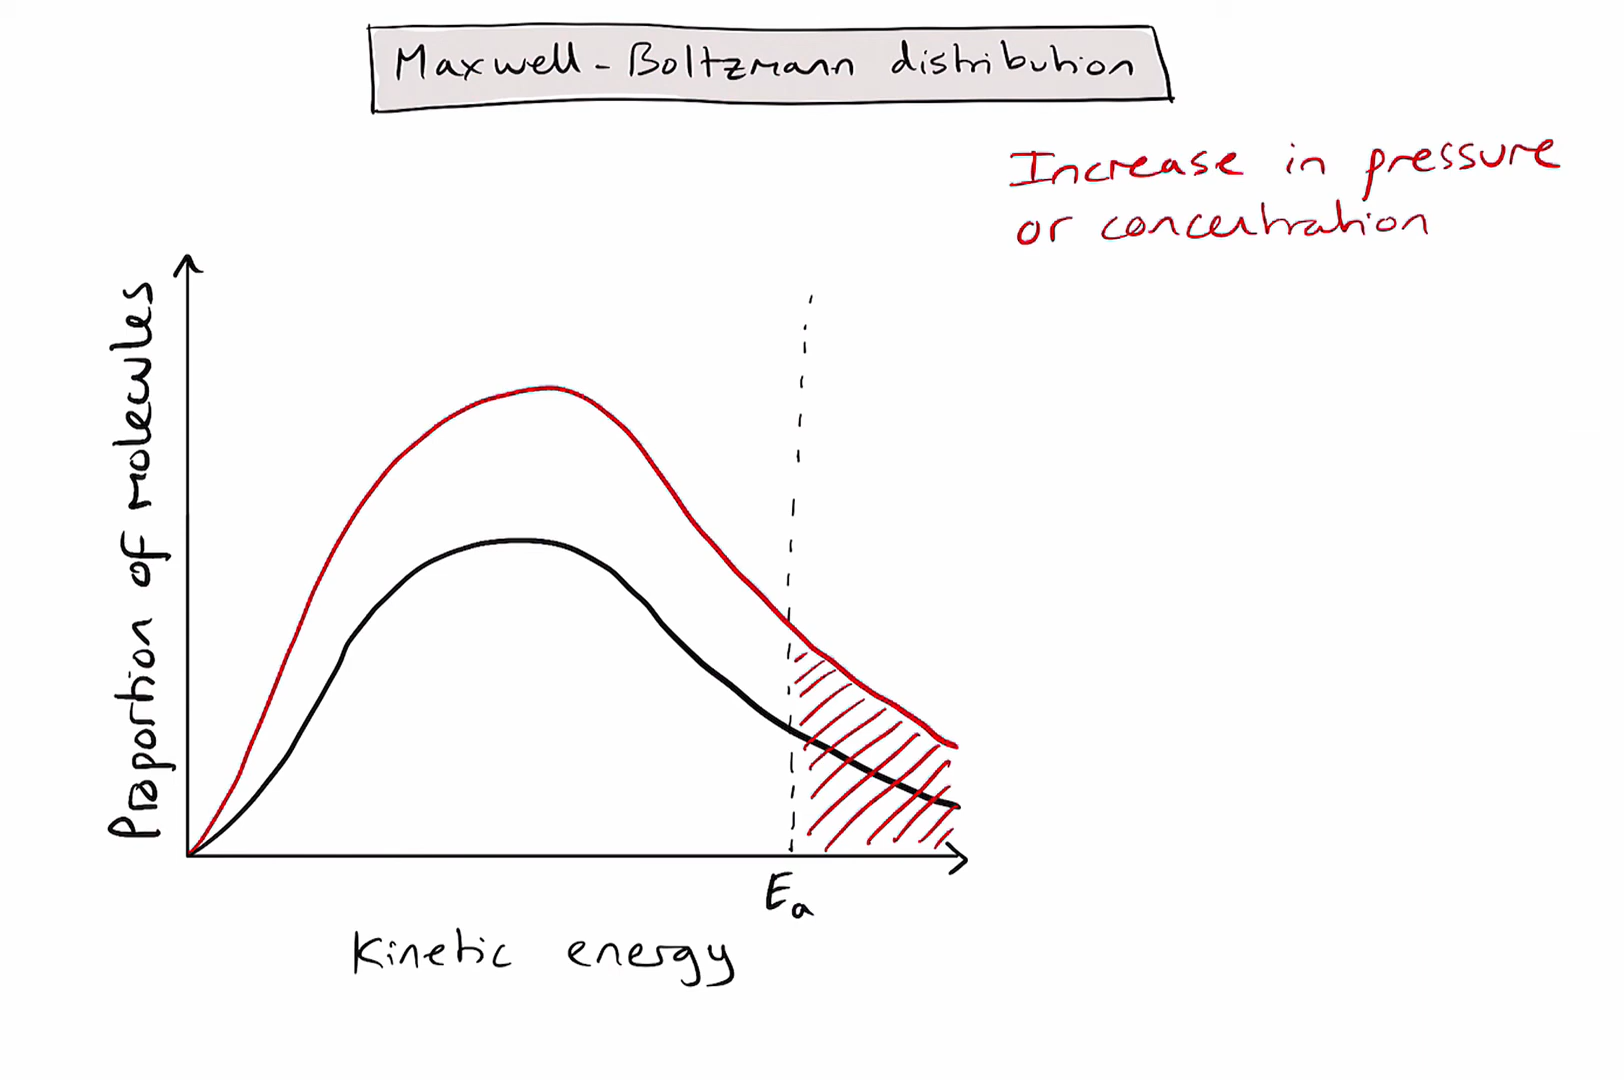 Maxwell-Boltzmann distribution
Increase in pressure
or concentration
Proportion of molecules
Ea
Kinetic energy